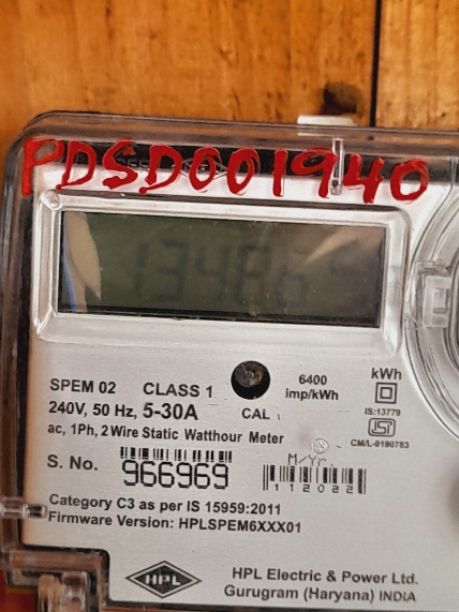 PDSD001940
SPEM 02 CLASS 1 6400 imp/kWh kWh
240V, 50 Hz, 5-30A CAL IS:13779
ac, 1Ph, 2 Wire Static Watthour Meter CM/L-9190783
S. No. 966969 M/Yr.
112022
Category C3 as per IS 15959:2011
Firmware Version: HPLSPEM6XXX01
HPL HPL Electric & Power Ltd.
Gurugram (Haryana) INDIA